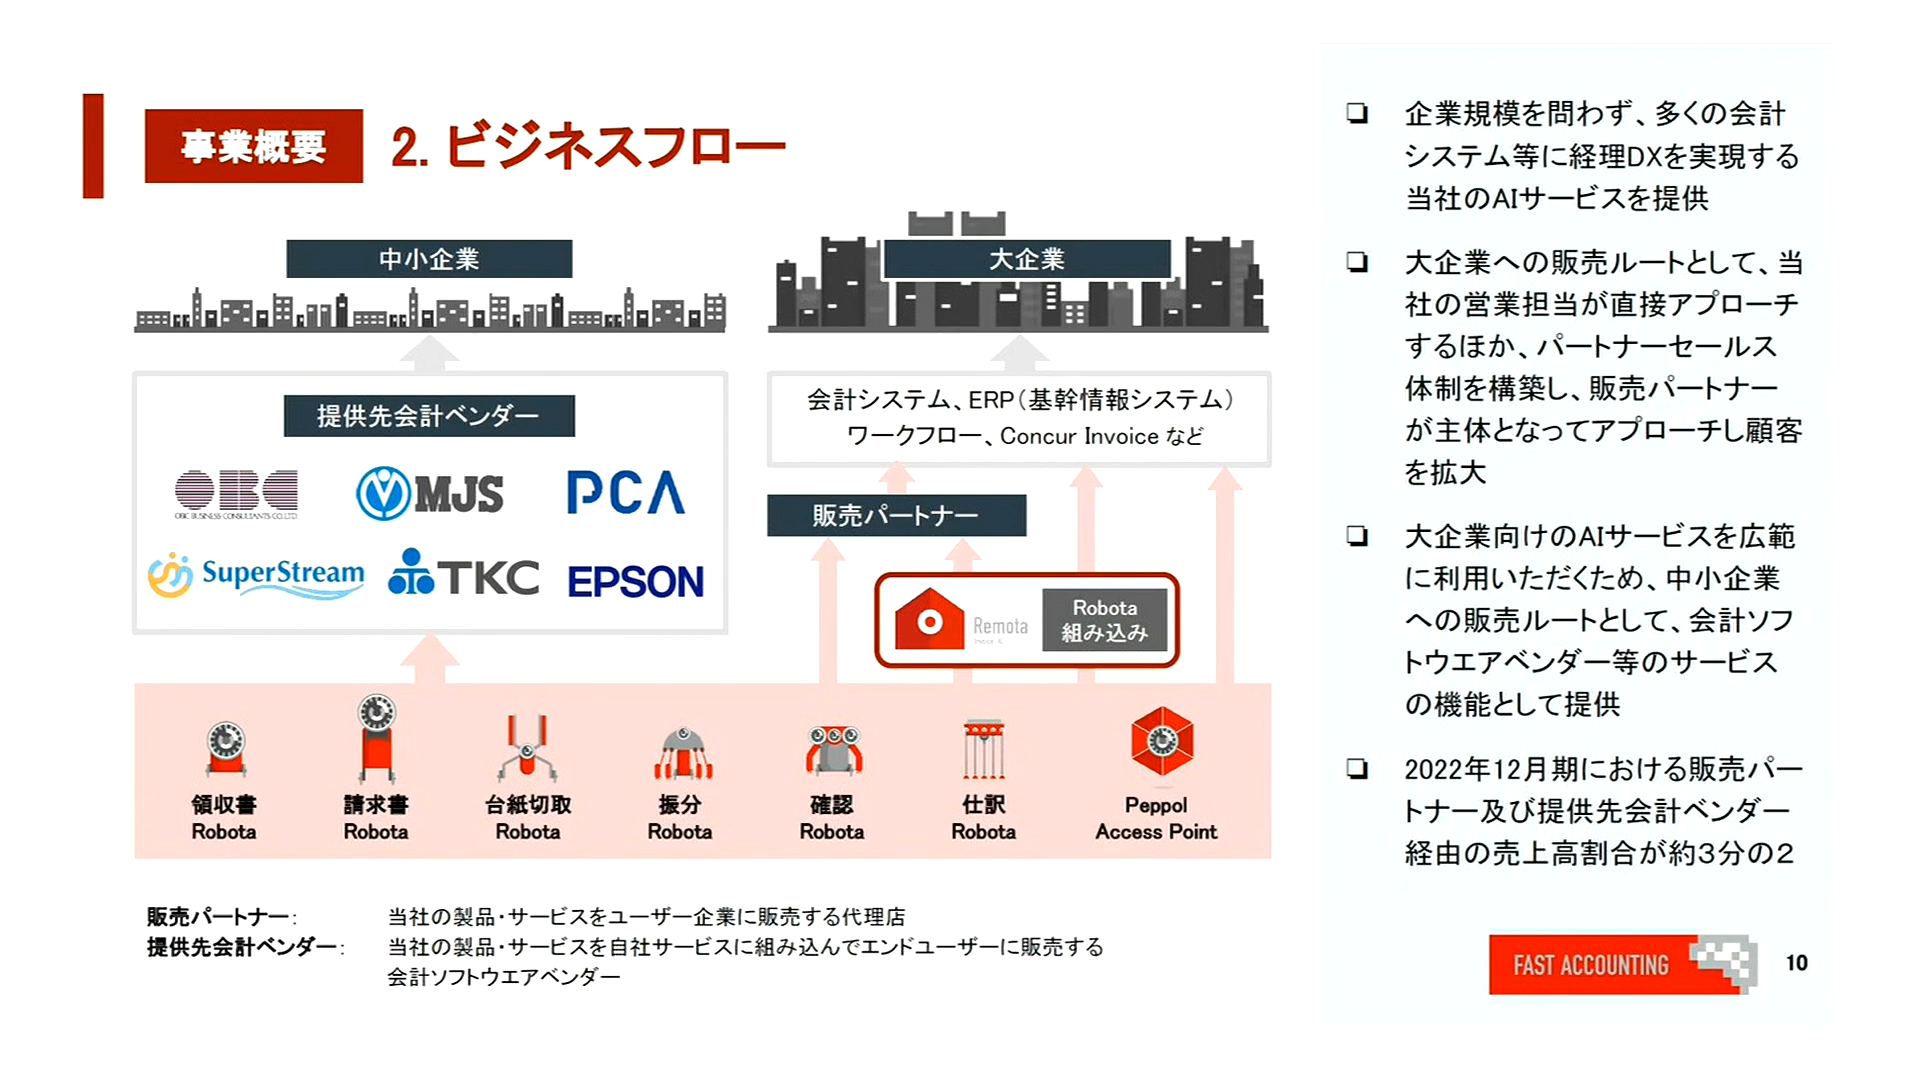 事業概要
2. ビジネスフロー
中小企業
大企業
提供先会計ベンダー
OBC
OBC BUSINESS CONSULTANTS CO.,LTD
MJS
PCA
SuperStream
TKC
EPSON
会計システム、ERP（基幹情報システム）
ワークフロー、Concur Invoice など
販売パートナー
Remota
Robota
組み込み
領収書
Robota
請求書
Robota
台紙切取
Robota
振分
Robota
確認
Robota
仕訳
Robota
Peppol
Access Point
販売パートナー： 当社の製品・サービスをユーザー企業に販売する代理店
提供先会計ベンダー： 当社の製品・サービスを自社サービスに組み込んでエンドユーザーに販売する
会計ソフトウエアベンダー
❏ 企業規模を問わず、多くの会計
システム等に経理DXを実現する
当社のAIサービスを提供
❏ 大企業への販売ルートとして、当
社の営業担当が直接アプローチ
するほか、パートナーセールス
体制を構築し、販売パートナー
が主体となってアプローチし顧客
を拡大
❏ 大企業向けのAIサービスを広範
に利用いただくため、中小企業
への販売ルートとして、会計ソフ
トウエアベンダー等のサービス
の機能として提供
❏ 2022年12月期における販売パー
トナー及び提供先会計ベンダー
経由の売上高割合が約３分の２
FAST ACCOUNTING
10